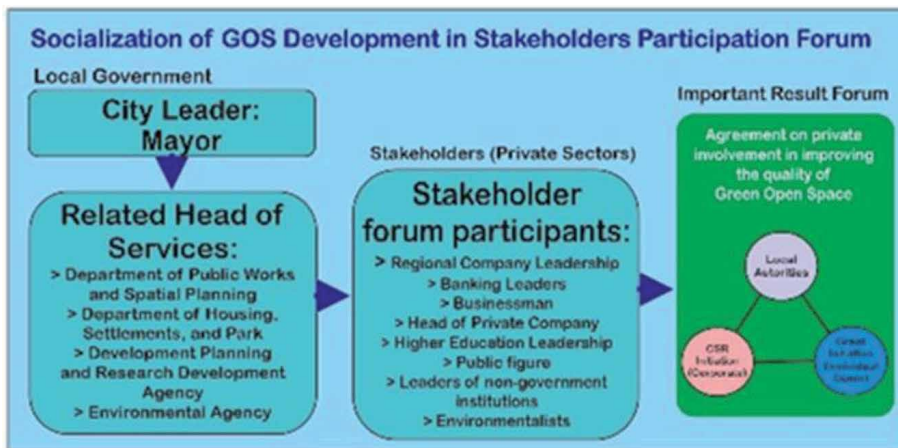 Socialization of GOS Development in Stakeholders Participation Forum
Local Government
City Leader:
Mayor
Related Head of
Services:
> Department of Public Works
and Spatial Planning
> Department of Housing,
Settlements, and Park
> Development Planning
and Research Development
Agency
> Environmental Agency
Stakeholders (Private Sectors)
Stakeholder
forum participants:
> Regional Company Leadership
> Banking Leaders
> Businessman
> Head of Private Company
> Higher Education Leadership
> Public figure
> Leaders of non-government
institutions
> Environmentalists
Important Result Forum
Agreement on private
involvement in improving
the quality of
Green Open Space
Local
Autorities
CSR
Initiation
(Corporate)